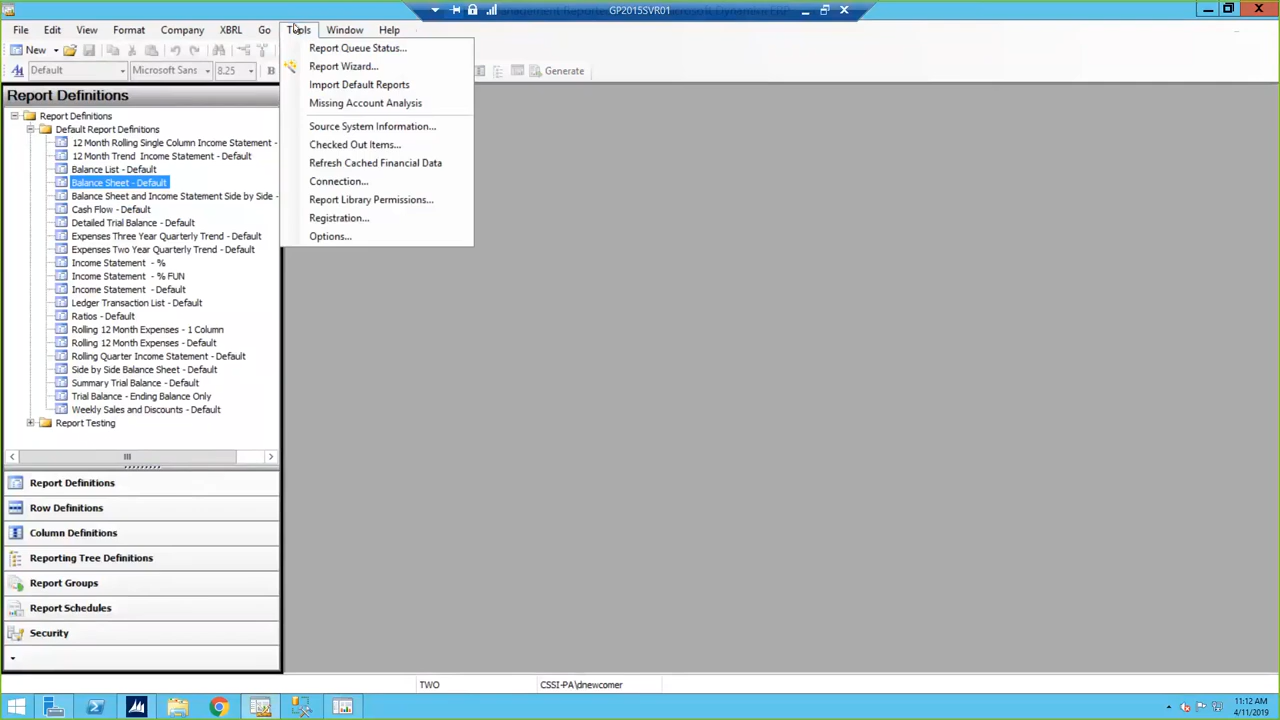 GP2015SVR01
File Edit View Format Company XBRL Go Tools Window Help
New
Default Microsoft Sans 8.25 B Generate
Report Queue Status...
Report Wizard...
Import Default Reports
Missing Account Analysis
Source System Information...
Checked Out Items...
Refresh Cached Financial Data
Connection...
Report Library Permissions...
Registration...
Options...
Report Definitions
Report Definitions
Default Report Definitions
12 Month Rolling Single Column Income Statement -
12 Month Trend Income Statement - Default
Balance List - Default
Balance Sheet - Default
Balance Sheet and Income Statement Side by Side -
Cash Flow - Default
Detailed Trial Balance - Default
Expenses Three Year Quarterly Trend - Default
Expenses Two Year Quarterly Trend - Default
Income Statement - %
Income Statement - % FUN
Income Statement - Default
Ledger Transaction List - Default
Ratios - Default
Rolling 12 Month Expenses - 1 Column
Rolling 12 Month Expenses - Default
Rolling Quarter Income Statement - Default
Side by Side Balance Sheet - Default
Summary Trial Balance - Default
Trial Balance - Ending Balance Only
Weekly Sales and Discounts - Default
Report Testing
Report Definitions
Row Definitions
Column Definitions
Reporting Tree Definitions
Report Groups
Report Schedules
Security
TWO CSSI-PA\dnewcomer
11:12 AM
4/11/2019